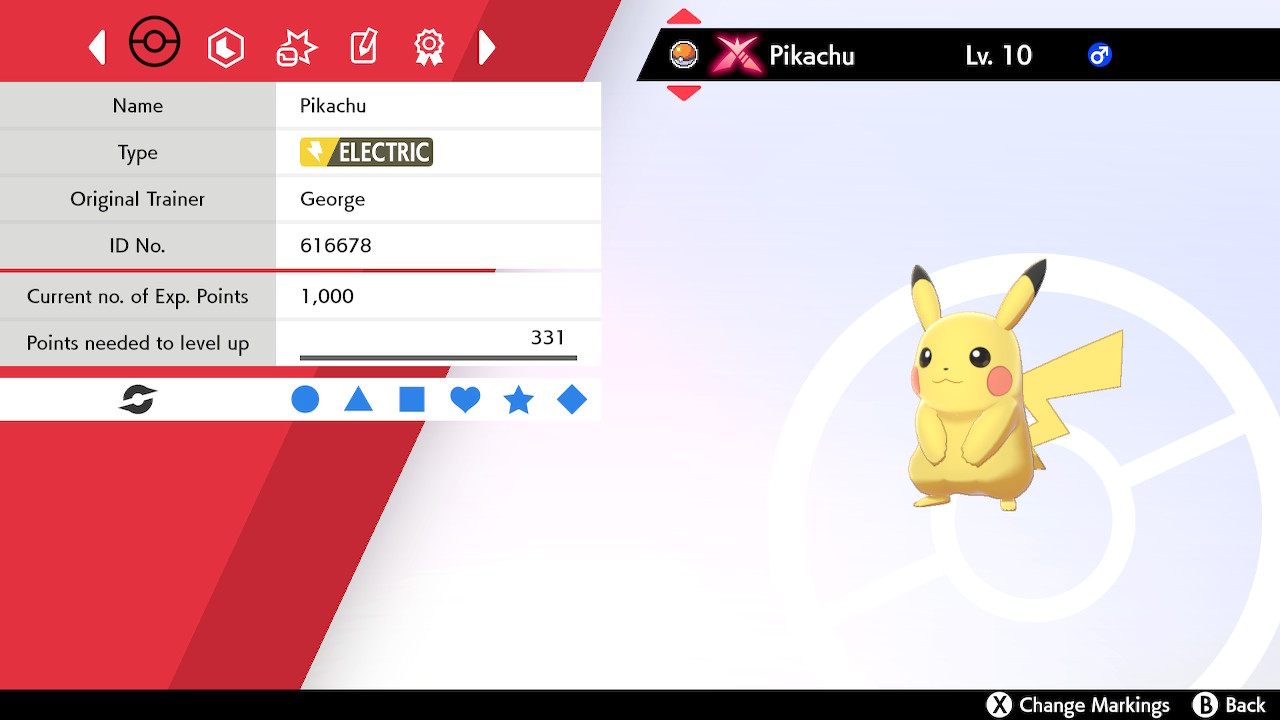 Pikachu Lv. 10
Name Pikachu
Type ELECTRIC
Original Trainer George
ID No. 616678
Current no. of Exp. Points 1,000
Points needed to level up 331
X Change Markings B Back